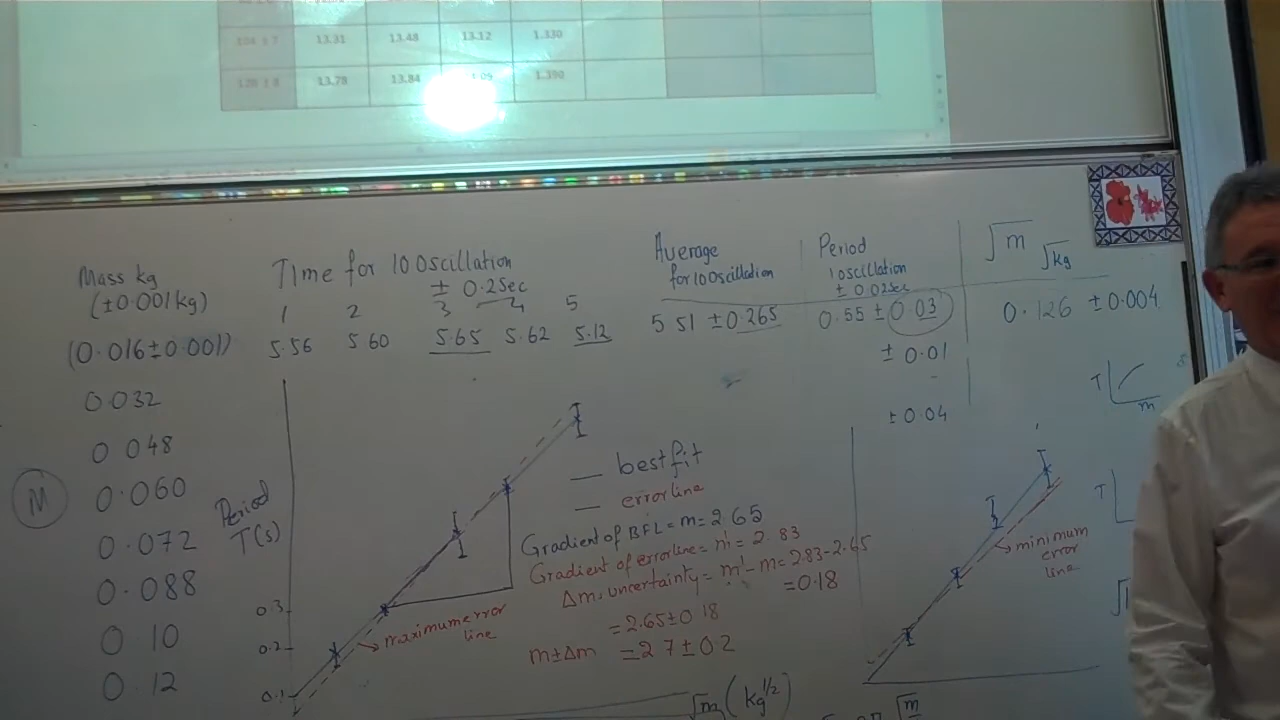 104 ± 7 13.31 13.48 13.12 1.330
13.78 13.84 1.390
Mass kg
(±0.001kg)
Time for 10 Oscillation
± 0.2Sec
1 2 3 4 5
Average
for 10 Oscillation
Period
1 oscillation
± 0.02sec
√m √kg
(0.016±0.001) 5.56 5 60 5.65 5.62 5.12 5 51 ±0.265 0.55 ± 0 03 0.126 ±0.004
± 0.01
± 0.04
0.032
0 048
0.060
0.072
0.088
0 10
0.12
M
Period
T(s)
0.3
0.2
0.1
maximum error
line
best fit
error line
Gradient of BFL = m = 2 65
Gradient of error line = m' = 2.83
Δm, uncertainty = m' - m = 2.83-2.65
= 0.18
= 2.65±0 18
m±Δm = 2 7 ± 0.2
√m (kg^1/2)
minimum
error
line
T
m
T
√m